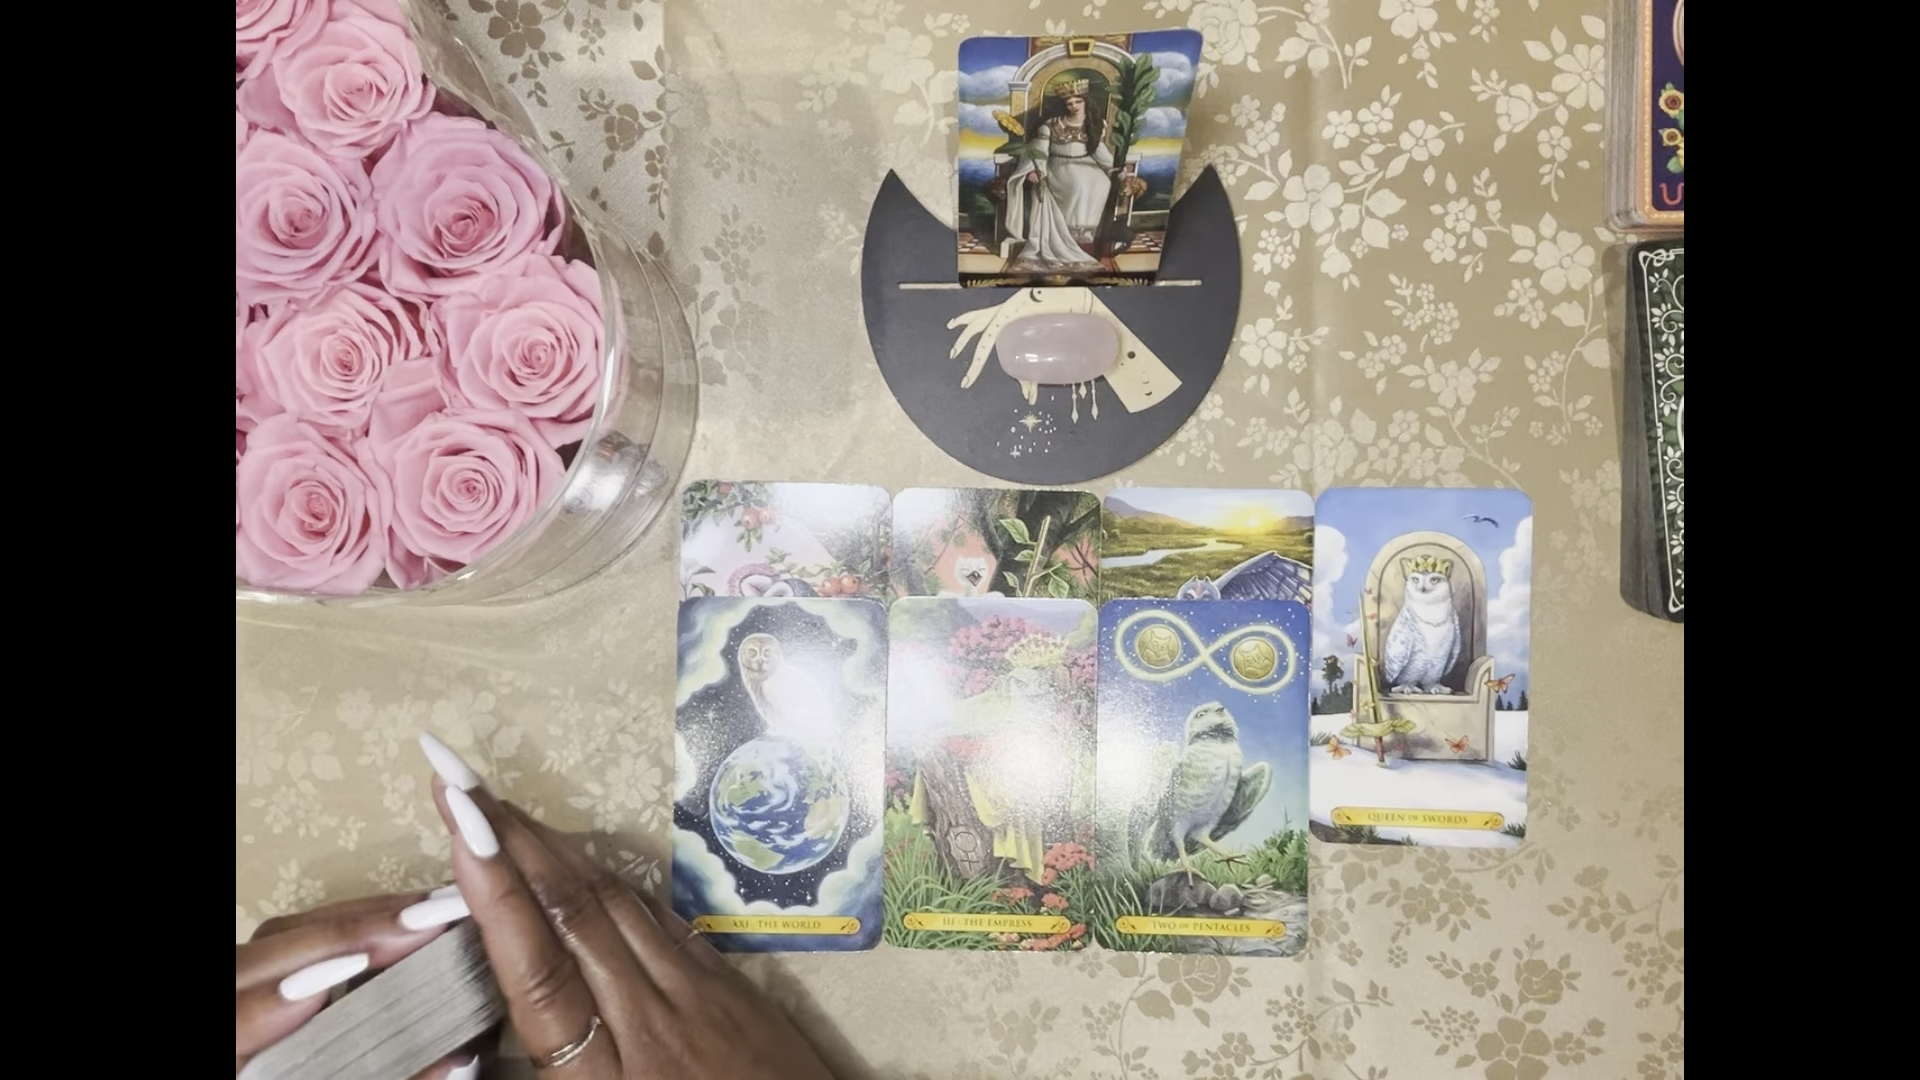 QUEEN OF SWORDS
XXI - THE WORLD
III - THE EMPRESS
TWO OF PENTACLES